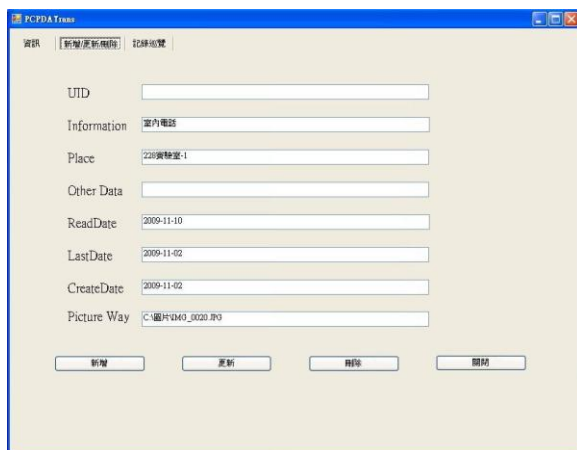 PCPDATrans
資訊 新增/更新/刪除 記錄巡覽
UID
Information 室內電話
Place 228實驗室-1
Other Data
ReadDate 2009-11-10
LastDate 2009-11-02
CreateDate 2009-11-02
Picture Way C:\圖片\IMG_0020.JPG
新增 更新 刪除 關閉